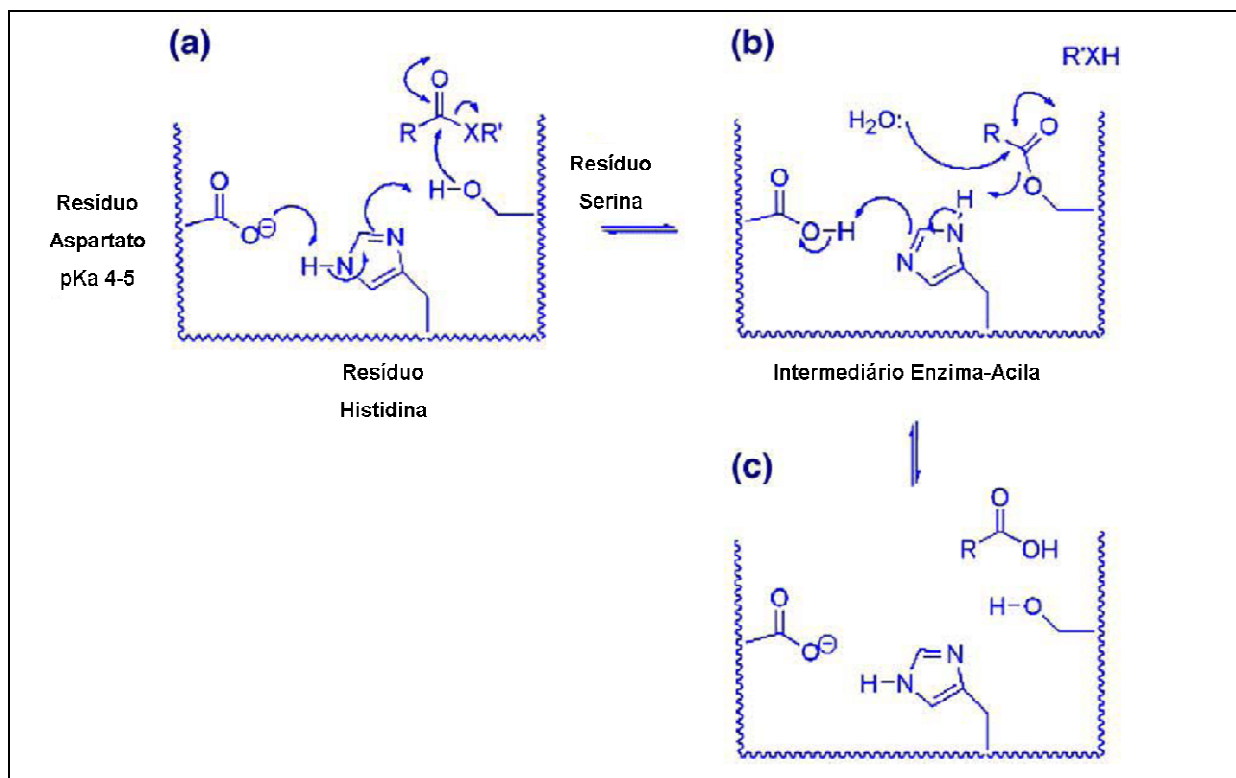 (a)
O
R
XR'
H-O
Resíduo
Aspartato
pKa 4-5
O
O⊖
H-N
N
Resíduo
Histidina
Resíduo
Serina
(b)
R'XH
H₂O:
R
O
O
O
O-H
H
N
N
Intermediário Enzima-Acila
(c)
O
R
OH
H-O
O
O⊖
N
H-N